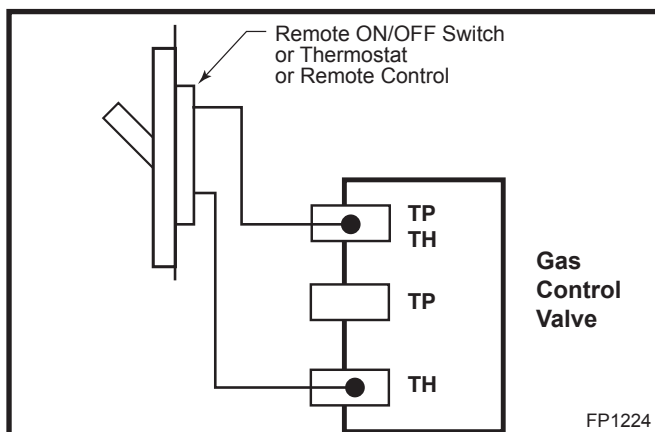 Remote ON/OFF Switch
or Thermostat
or Remote Control
TP
TH
TP
TH
Gas
Control
Valve
FP1224